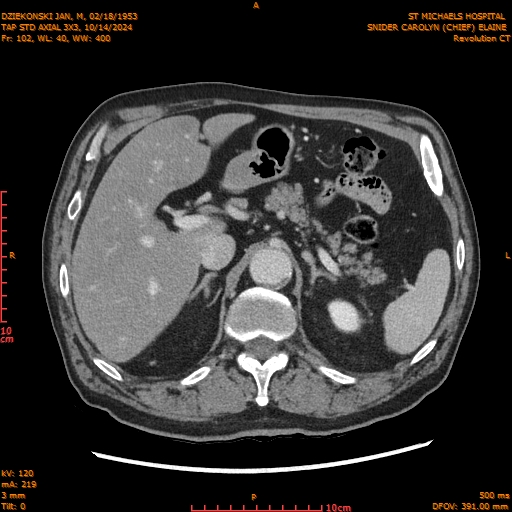 DZIEKONSKI JAN, M, 02/18/1953
TAP STD AXIAL 3X3, 10/14/2024
Fr: 102, WL: 40, WW: 400
A
ST MICHAELS HOSPITAL
SNIDER CAROLYN (CHIEF) ELAINE
Revolution CT
R
L
10
cm
kV: 120
mA: 219
3 mm
Tilt: 0
P
10cm
500 ms
DFOV: 391.00 mm